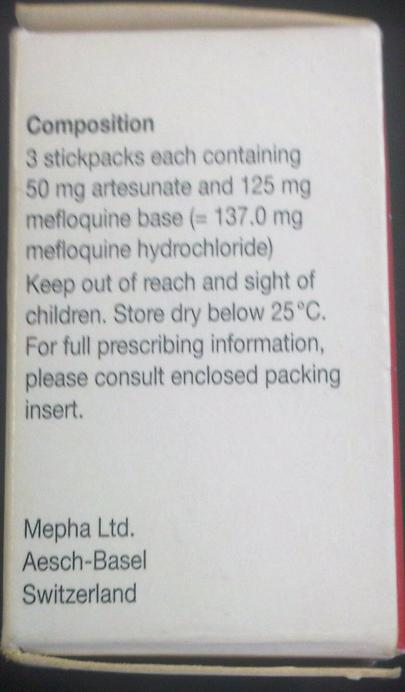 Composition
3 stickpacks each containing
50 mg artesunate and 125 mg
mefloquine base (= 137.0 mg
mefloquine hydrochloride)
Keep out of reach and sight of
children. Store dry below 25°C.
For full prescribing information,
please consult enclosed packing
insert.
Mepha Ltd.
Aesch-Basel
Switzerland